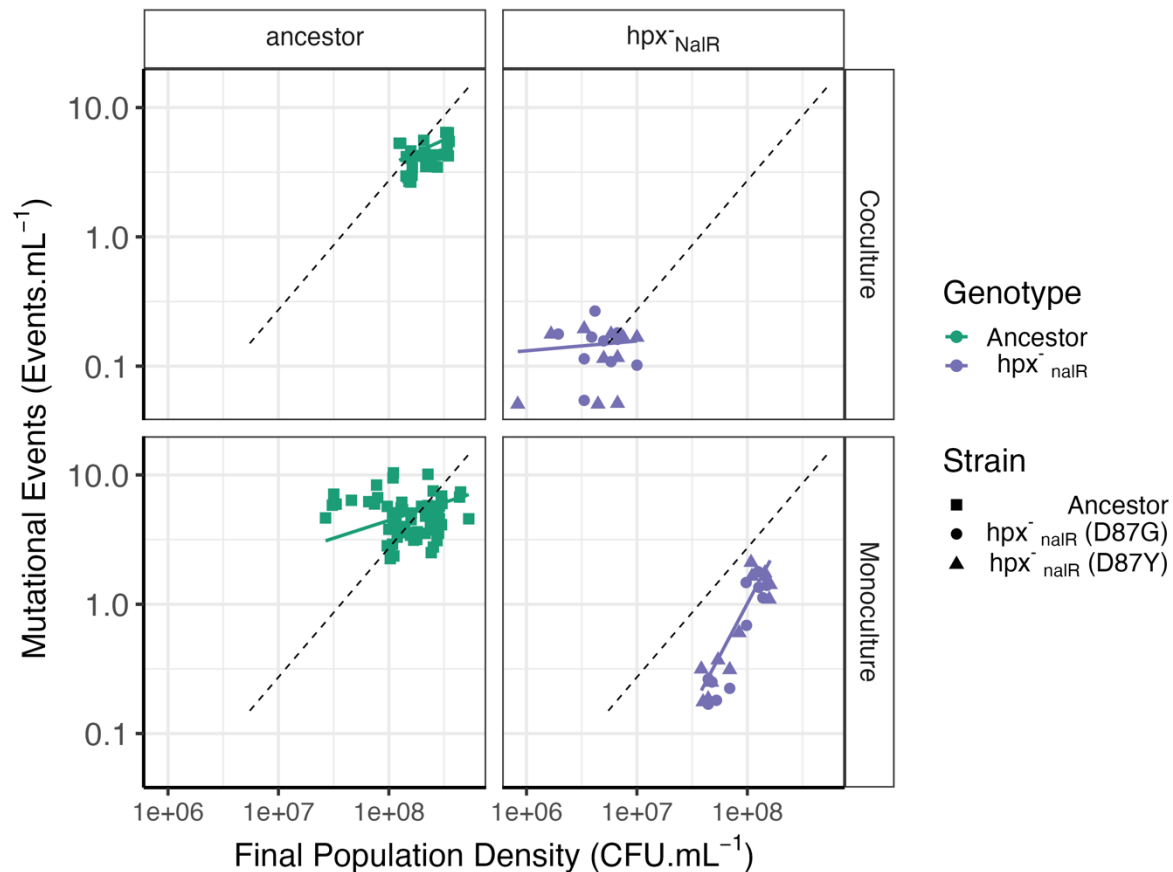 ancestor
hpx⁻NalR
Mutational Events (Events.mL⁻¹)
10.0
1.0
0.1
Coculture
10.0
1.0
0.1
Monoculture
1e+06
1e+07
1e+08
1e+06
1e+07
1e+08
Final Population Density (CFU.mL⁻¹)
Genotype
Ancestor
hpx⁻ nalR
Strain
Ancestor
hpx⁻ nalR (D87G)
hpx⁻ nalR (D87Y)